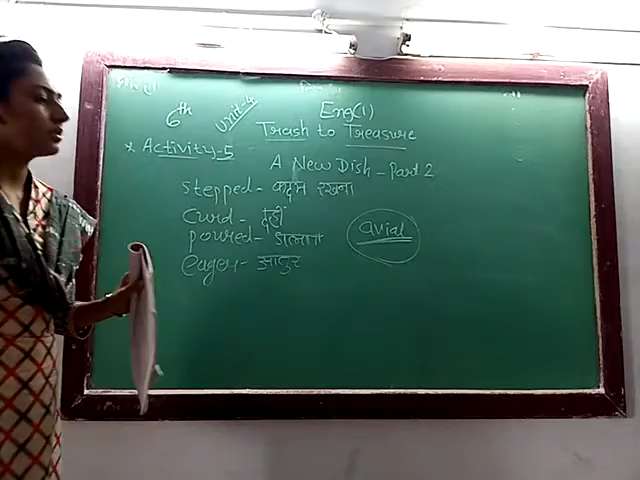 6th
Unit-4
Eng(1)
Trash to Treasure
* Activity-5
A New Dish - Part 2
stepped - कदम रखना
curd - दही
poured - डालना
eager - आतुर
avial